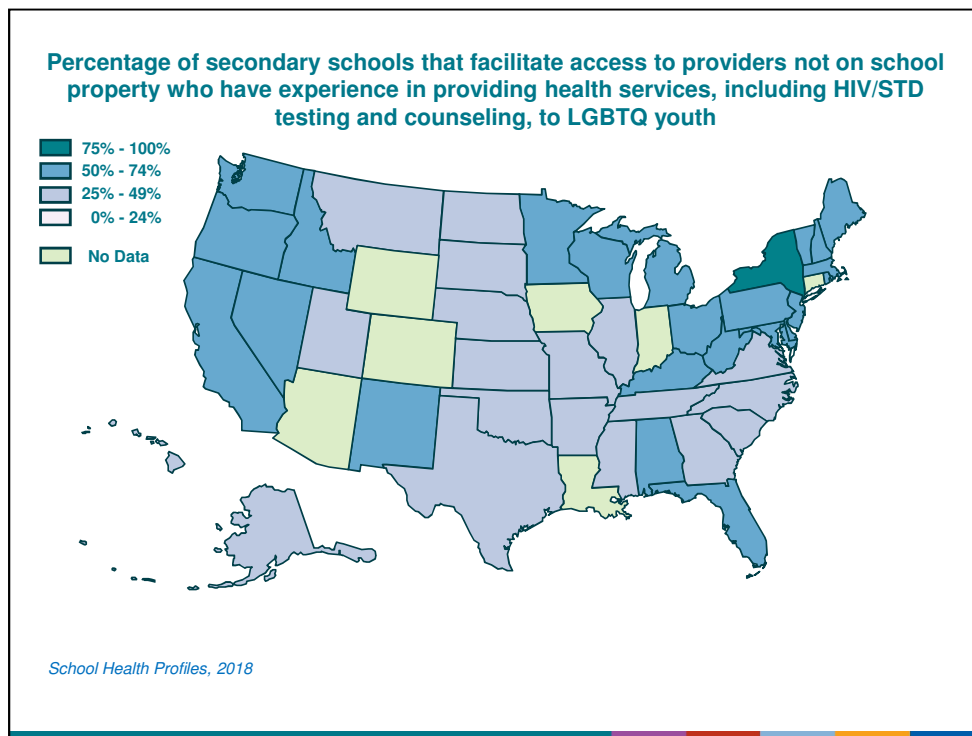 Percentage of secondary schools that facilitate access to providers not on school
property who have experience in providing health services, including HIV/STD
testing and counseling, to LGBTQ youth
75% - 100%
50% - 74%
25% - 49%
0% - 24%
No Data
School Health Profiles, 2018